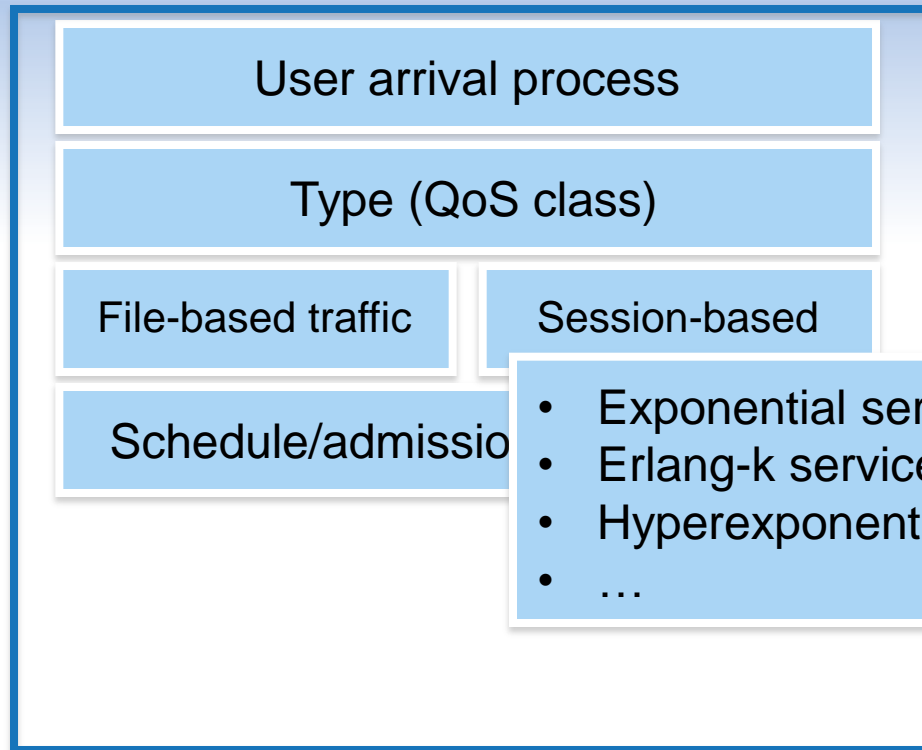 User arrival process
Type (QoS class)
File-based traffic
Session-based
Schedule/admissio
• Exponential ser
• Erlang-k service
• Hyperexponent
• …